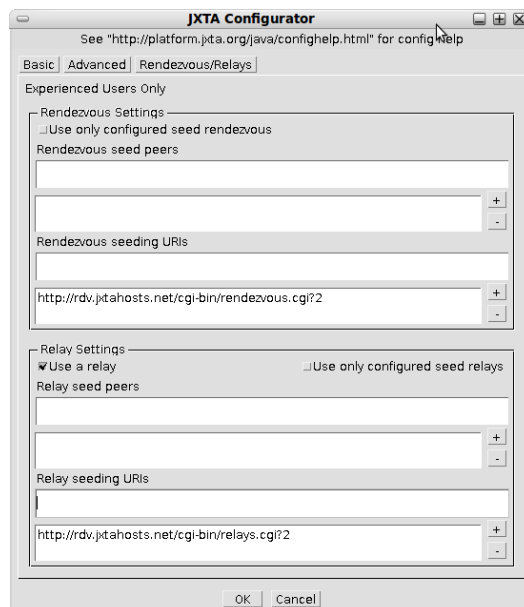 JXTA Configurator
See "http://platform.jxta.org/java/confighelp.html" for config help
Basic Advanced Rendezvous/Relays
Experienced Users Only
Rendezvous Settings
Use only configured seed rendezvous
Rendezvous seed peers
+
-
Rendezvous seeding URIs
http://rdv.jxtahosts.net/cgi-bin/rendezvous.cgi?2
+
-
Relay Settings
Use a relay Use only configured seed relays
Relay seed peers
+
-
Relay seeding URIs
http://rdv.jxtahosts.net/cgi-bin/relays.cgi?2
+
-
OK Cancel